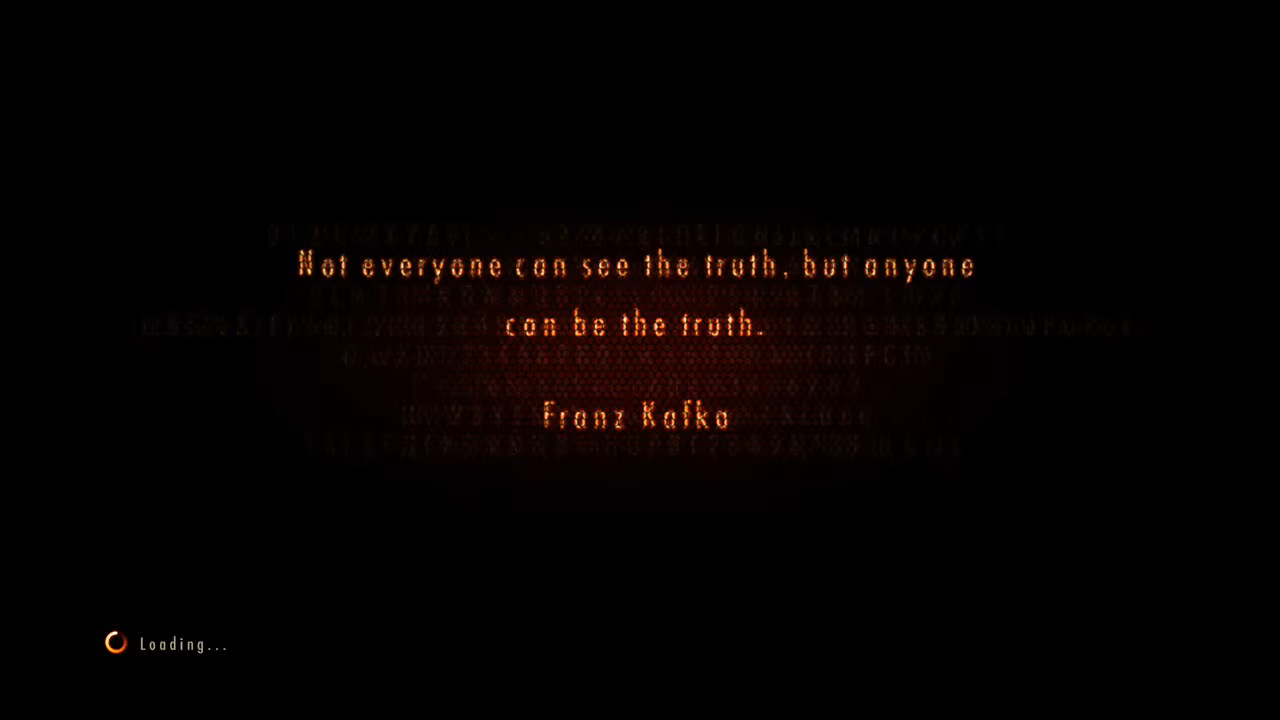 Not everyone can see the truth, but anyone
can be the truth.
Franz Kafka
Loading...